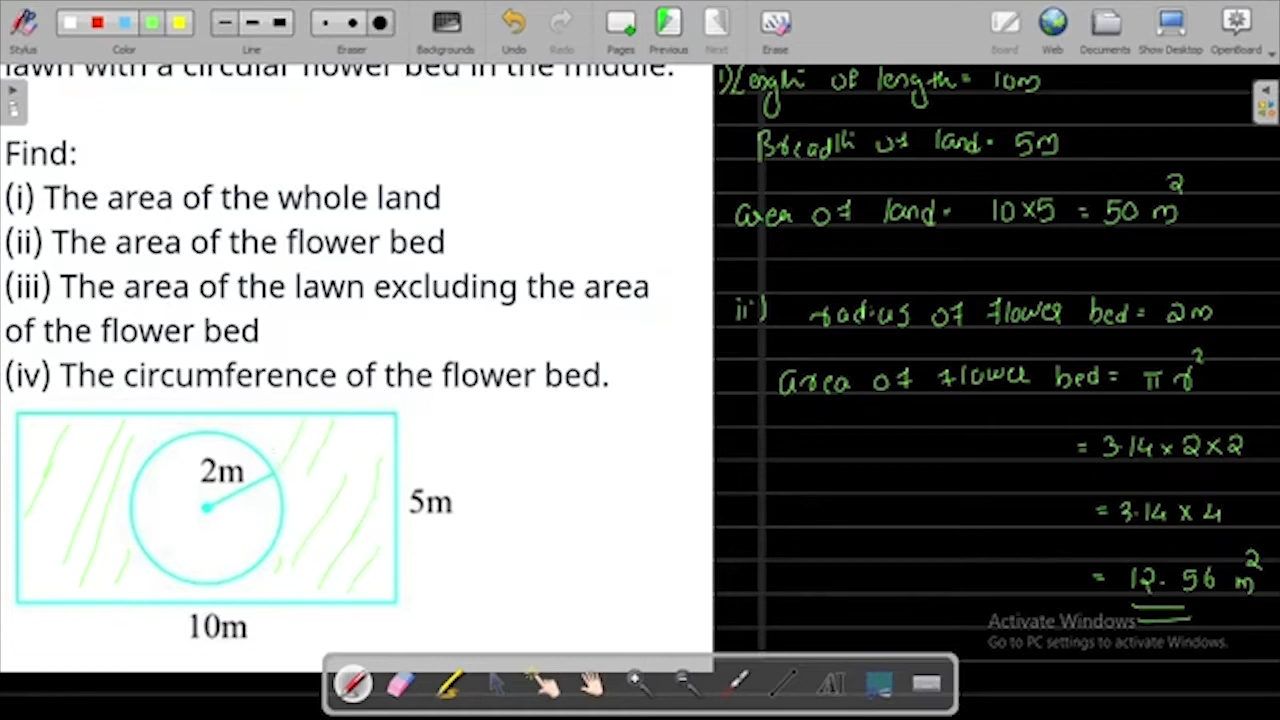 Stylus
Color
Line
Eraser
Backgrounds
Undo
Redo
Pages
Previous
Next
Erase
Board
Web
Documents
Show Desktop
OpenBoard
lawn with a circular flower bed in the middle.
Find:
(i) The area of the whole land
(ii) The area of the flower bed
(iii) The area of the lawn excluding the area
of the flower bed
(iv) The circumference of the flower bed.
2m
5m
10m
of length = 10m
Breadth of land = 5m
area of land = 10×5 = 50 m²
ii) radius of flower bed = 2m
area of flower bed = πr²
= 3.14 × 2 × 2
= 3.14 × 4
= 12.56 m²
Activate Windows
Go to PC settings to activate Windows.